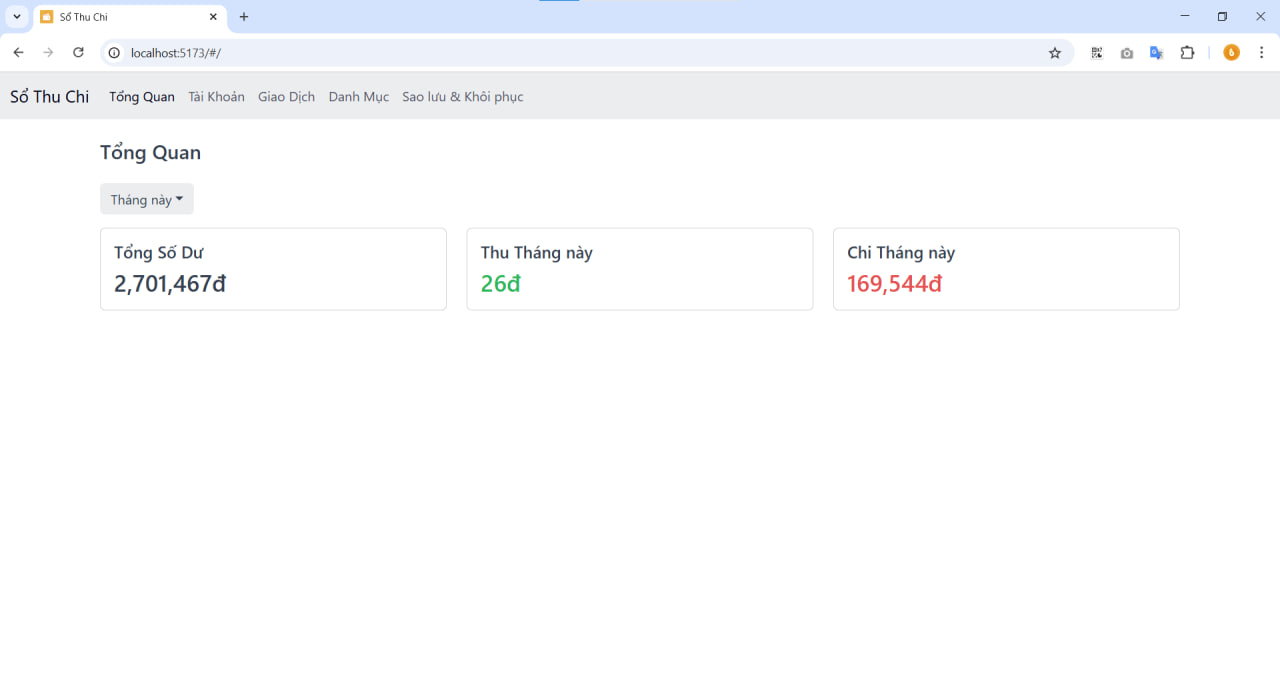 Sổ Thu Chi
localhost:5173/#/
Sổ Thu Chi Tổng Quan Tài Khoản Giao Dịch Danh Mục Sao lưu & Khôi phục
Tổng Quan
Tháng này
Tổng Số Dư
2,701,467đ
Thu Tháng này
26đ
Chi Tháng này
169,544đ